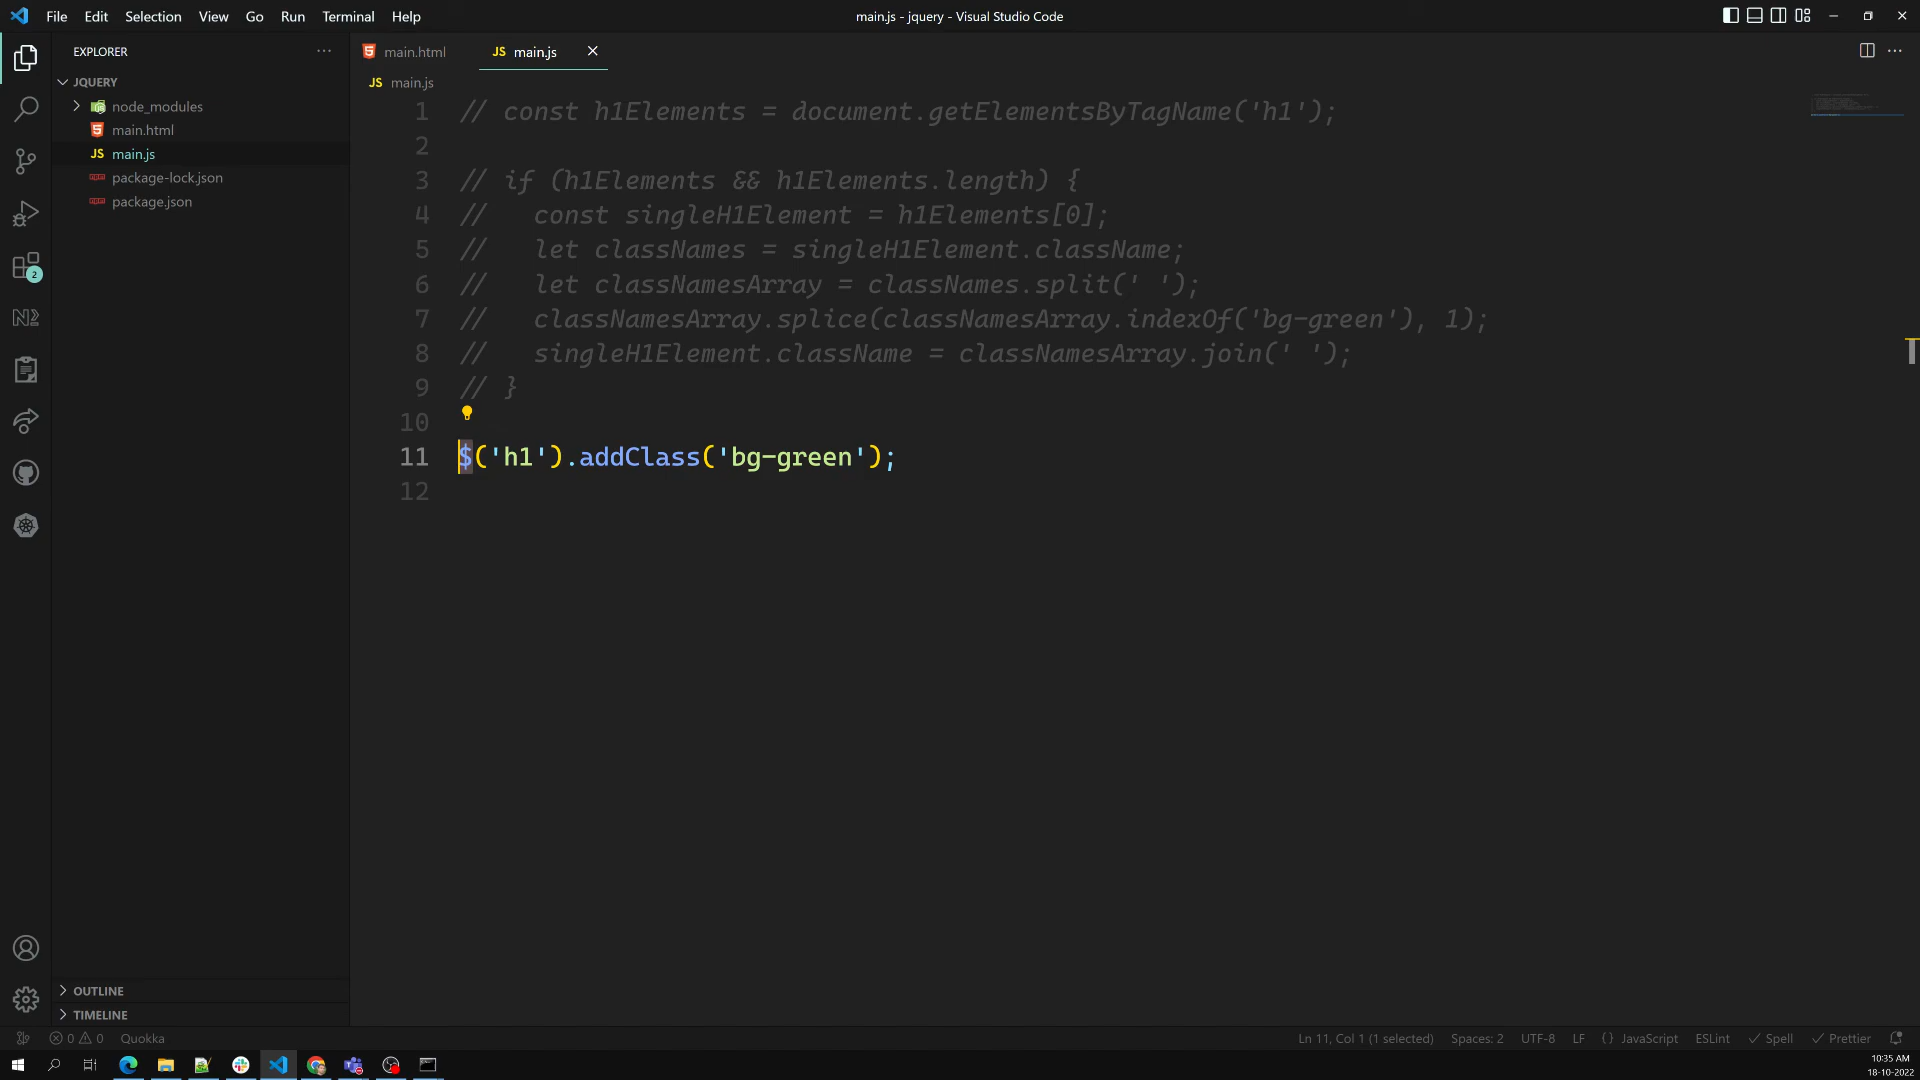 File Edit Selection View Go Run Terminal Help
main.js - jquery - Visual Studio Code
EXPLORER
JQUERY
node_modules
main.html
JS main.js
package-lock.json
package.json
2
OUTLINE
TIMELINE
main.html
JS main.js
JS main.js
1 // const h1Elements = document.getElementsByTagName('h1');
2
3 // if (h1Elements && h1Elements.length) {
4 //   const singleH1Element = h1Elements[0];
5 //   let classNames = singleH1Element.className;
6 //   let classNamesArray = classNames.split(' ');
7 //   classNamesArray.splice(classNamesArray.indexOf('bg-green'), 1);
8 //   singleH1Element.className = classNamesArray.join(' ');
9 // }
10
11 $('h1').addClass('bg-green');
12
0 0 Quokka
Ln 11, Col 1 (1 selected) Spaces: 2 UTF-8 LF { } JavaScript ESLint Spell Prettier
10:35 AM
18-10-2022